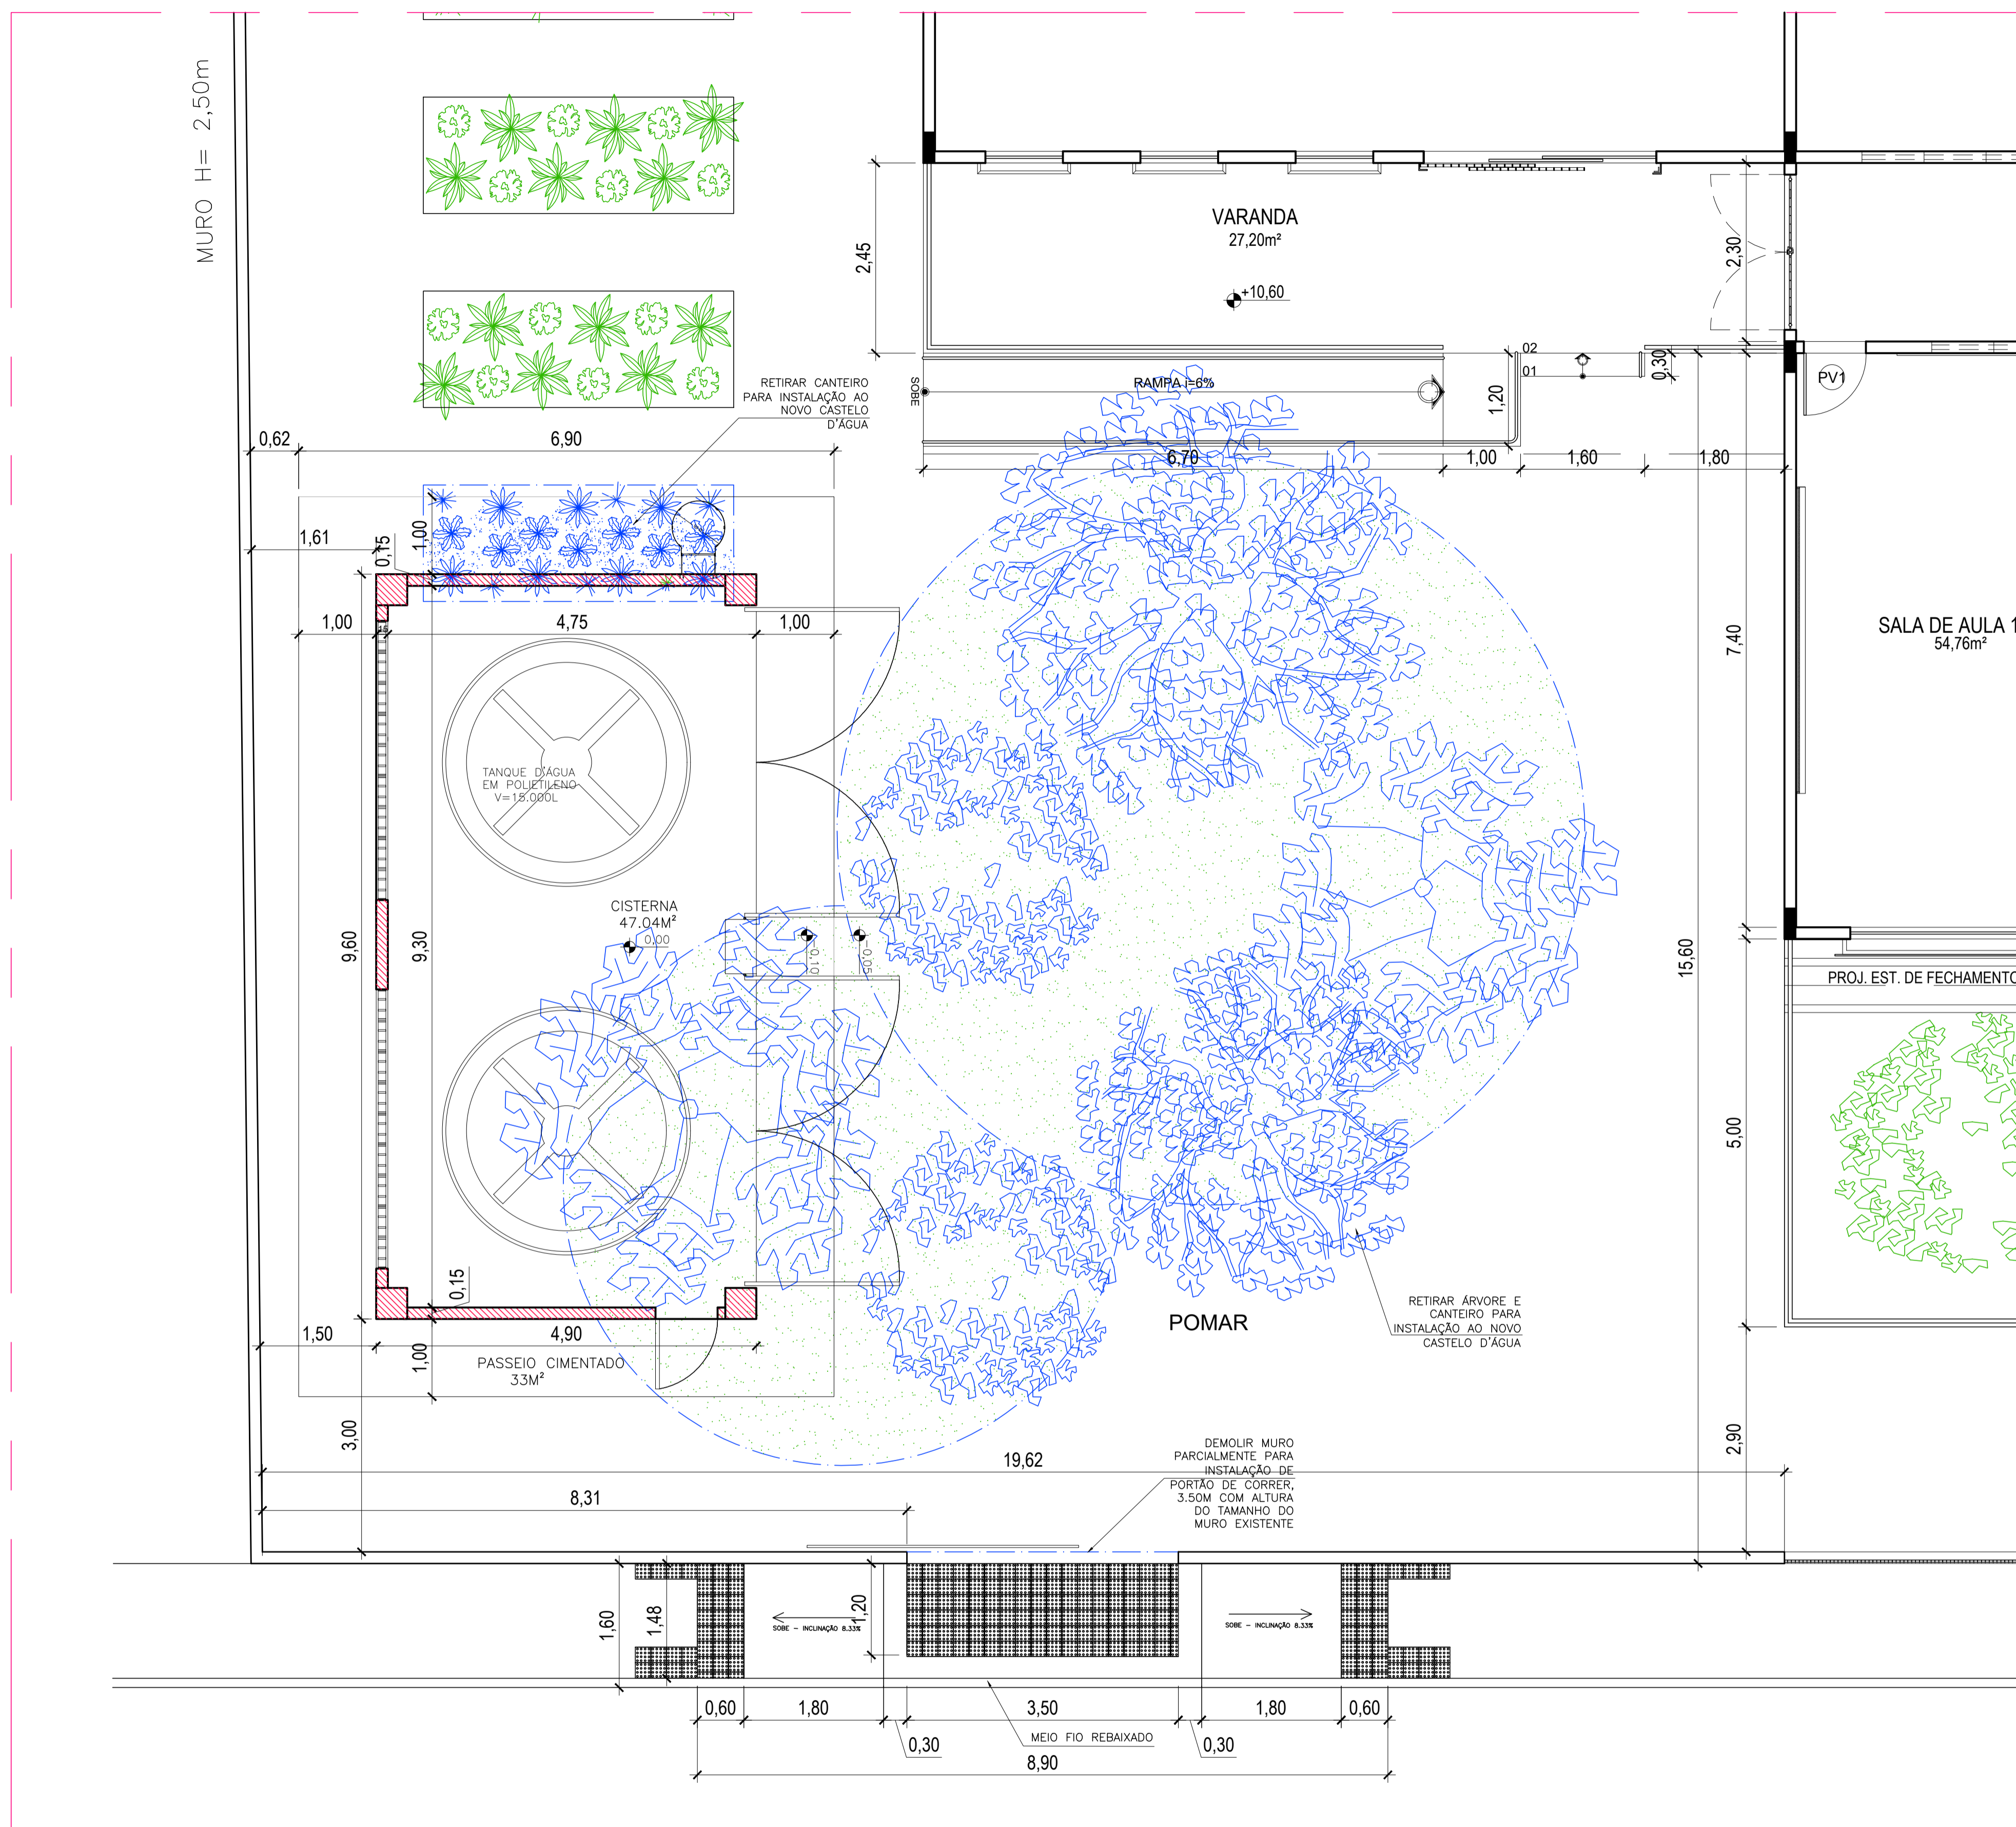 MURO H= 2,50m
VARANDA
27,20m²
+10,60
2,45
2,30
02
01
0,30
PV1
RETIRAR CANTEIRO
PARA INSTALAÇÃO AO
NOVO CASTELO
D'ÁGUA
SOBE
RAMPA i=6%
1,20
0,62
6,90
6,70
1,00
1,60
1,80
1,61
0,15
1,00
1,00
15
4,75
1,00
7,40
SALA DE AULA 1
54,76m²
TANQUE D'ÁGUA
EM POLIETILENO
V=15.000L
CISTERNA
47.04M²
0,00
-0,10
-0,05
9,60
9,30
15,60
PROJ. EST. DE FECHAMENTO
5,00
0,15
1,50
4,90
1,00
PASSEIO CIMENTADO
33M²
POMAR
RETIRAR ÁRVORE E
CANTEIRO PARA
INSTALAÇÃO AO NOVO
CASTELO D'ÁGUA
3,00
2,90
19,62
DEMOLIR MURO
PARCIALMENTE PARA
INSTALAÇÃO DE
PORTÃO DE CORRER,
3.50M COM ALTURA
DO TAMANHO DO
MURO EXISTENTE
8,31
1,60
1,48
1,20
SOBE - INCLINAÇÃO 8.33%
SOBE - INCLINAÇÃO 8.33%
0,60
1,80
3,50
1,80
0,60
0,30
MEIO FIO REBAIXADO
0,30
8,90